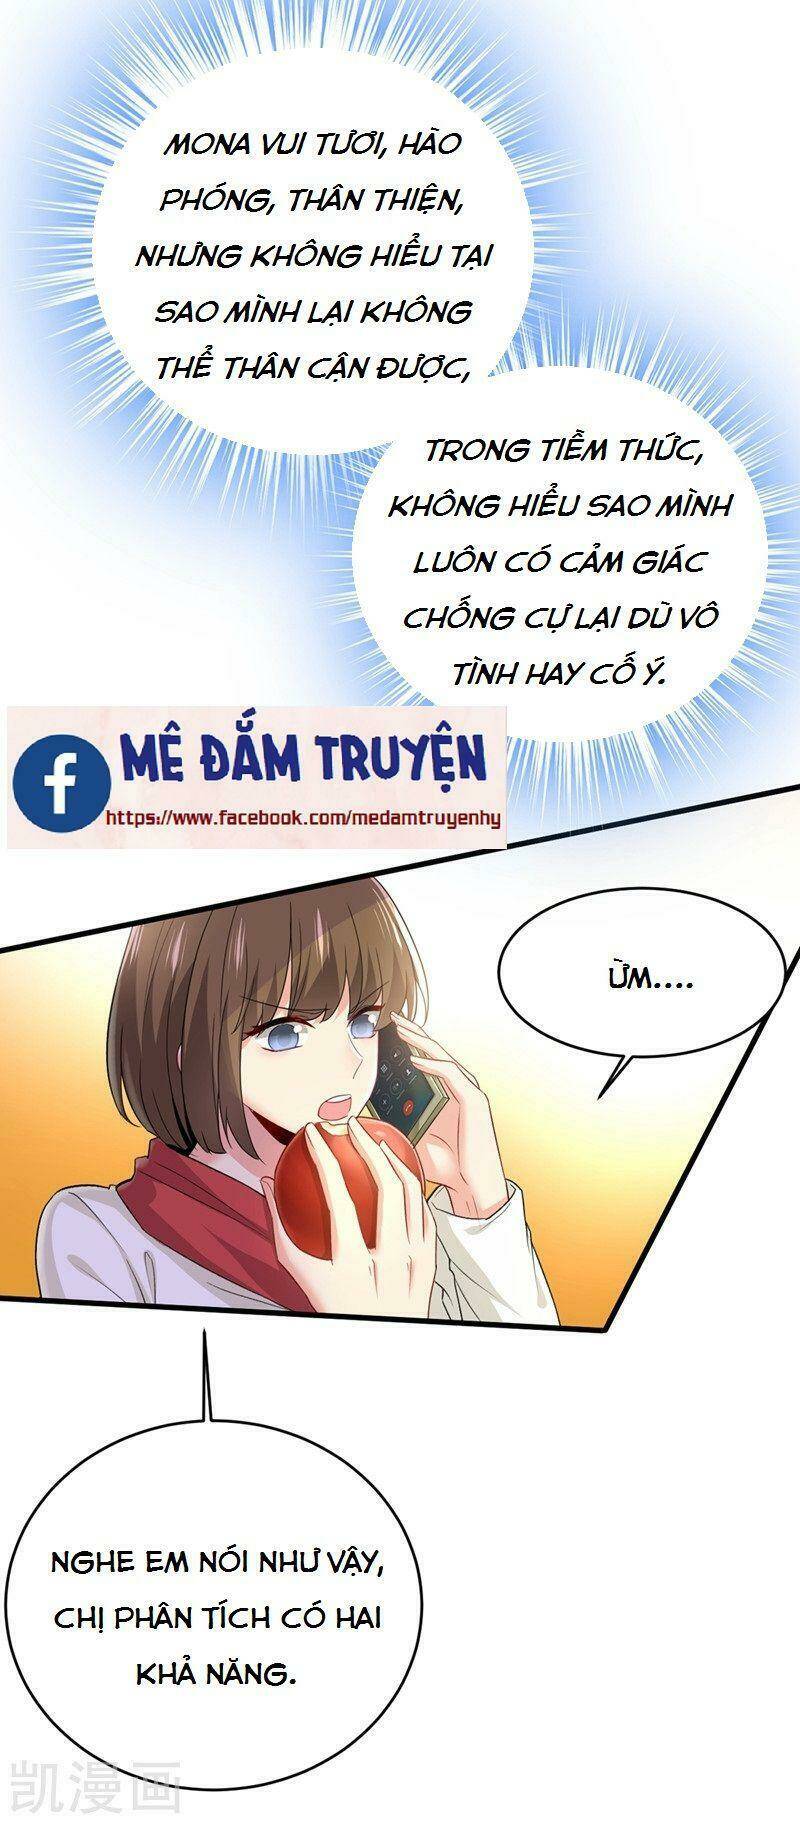 MONA VUI TƯƠI, HÀO
PHÓNG, THÂN THIỆN,
NHƯNG KHÔNG HIỂU TẠI
SAO MÌNH LẠI KHÔNG
THỂ THÂN CẬN ĐƯỢC,
TRONG TIỀM THỨC,
KHÔNG HIỂU SAO MÌNH
LUÔN CÓ CẢM GIÁC
CHỐNG CỰ LẠI DÙ VÔ
TÌNH HAY CỐ Ý.
f
MÊ ĐẮM TRUYỆN
https://www.facebook.com/medamtruyenhy
ỪM....
NGHE EM NÓI NHƯ VẬY,
CHỊ PHÂN TÍCH CÓ HAI
KHẢ NĂNG.
凯漫画